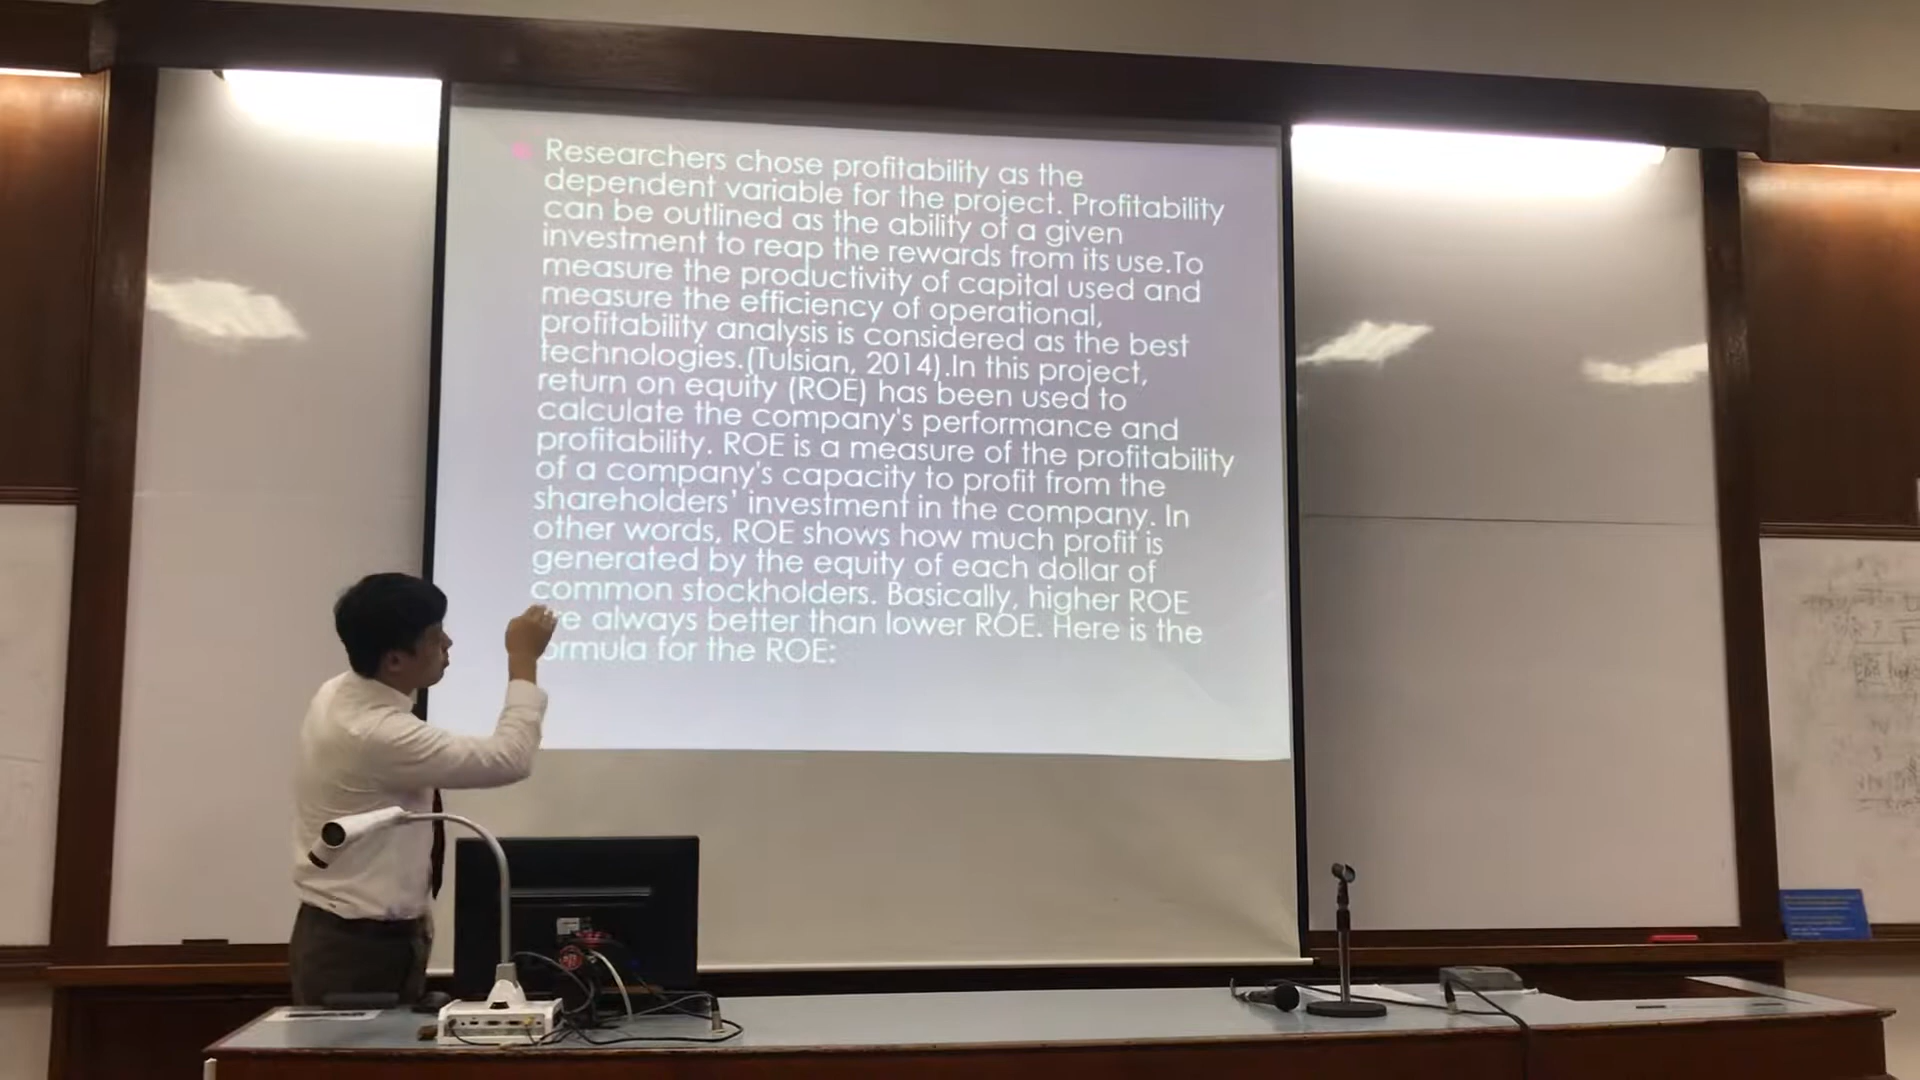 Researchers chose profitability as the
dependent variable for the project. Profitability
can be outlined as the ability of a given
investment to reap the rewards from its use.To
measure the productivity of capital used and
measure the efficiency of operational,
profitability analysis is considered as the best
technologies.(Tulsian, 2014).In this project,
return on equity (ROE) has been used to
calculate the company's performance and
profitability. ROE is a measure of the profitability
of a company's capacity to profit from the
shareholders' investment in the company. In
other words, ROE shows how much profit is
generated by the equity of each dollar of
common stockholders. Basically, higher ROE
always better than lower ROE. Here is the
for the ROE: